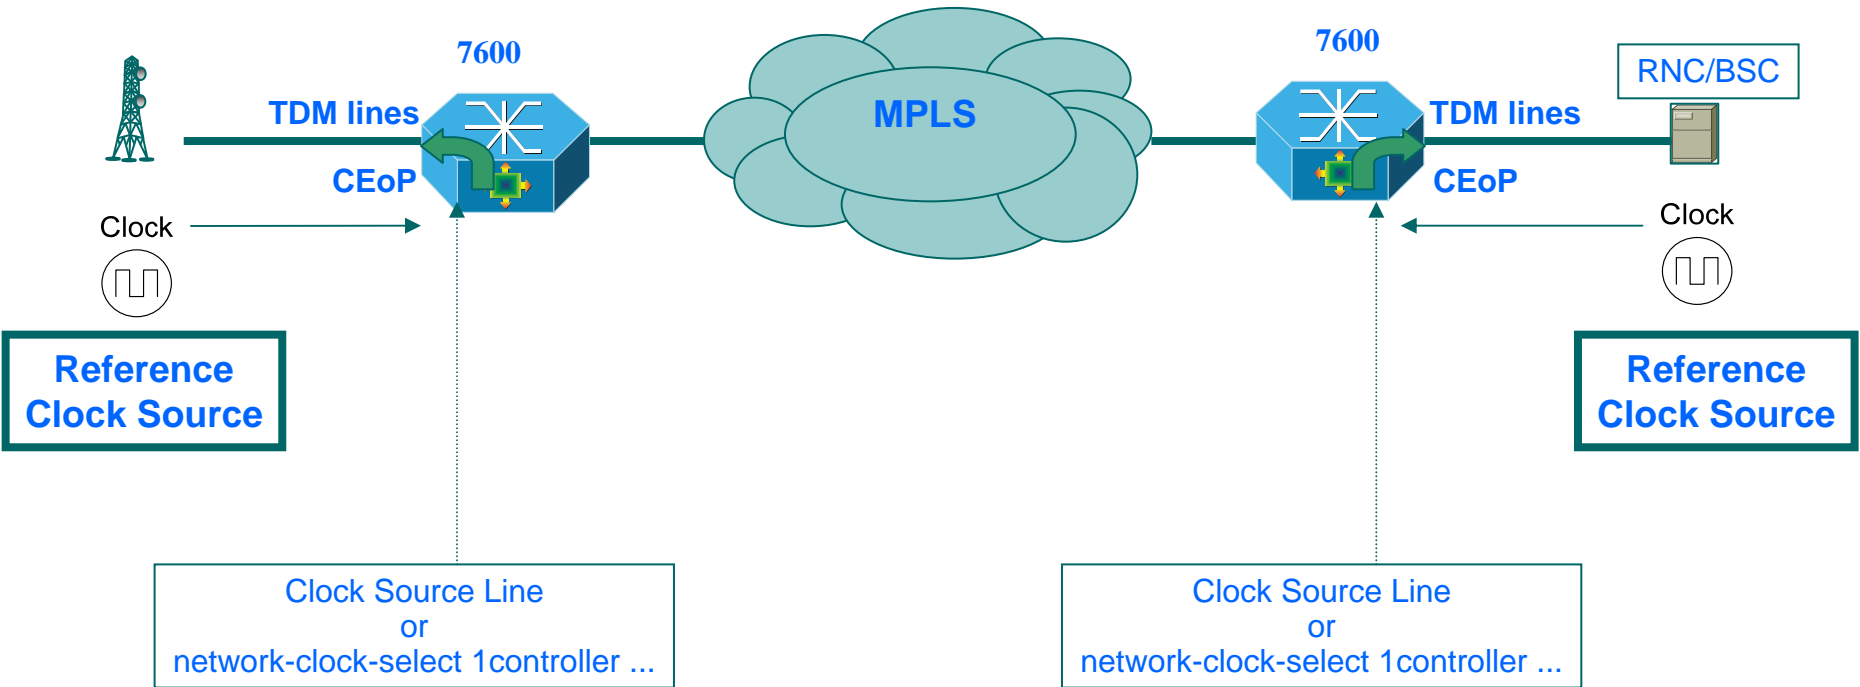 7600
7600
RNC/BSC
TDM lines
MPLS
TDM lines
CEoP
CEoP
Clock
Clock
Reference
Clock Source
Reference
Clock Source
Clock Source Line
or
network-clock-select 1controller ...
Clock Source Line
or
network-clock-select 1controller ...